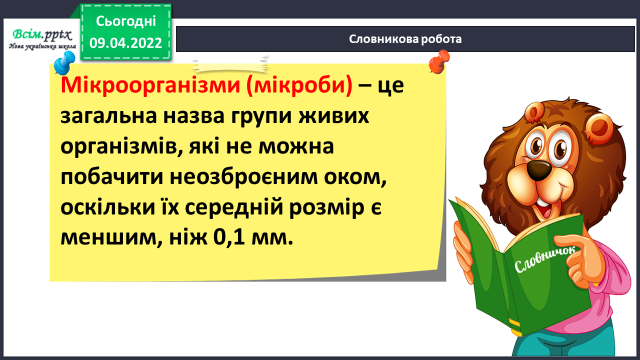 Всім.pptx
Нова українська школа
Сьогодні
09.04.2022
Словникова робота
Мікроорганізми (мікроби) – це
загальна назва групи живих
організмів, які не можна
побачити неозброєним оком,
оскільки їх середній розмір є
меншим, ніж 0,1 мм.
Словничок